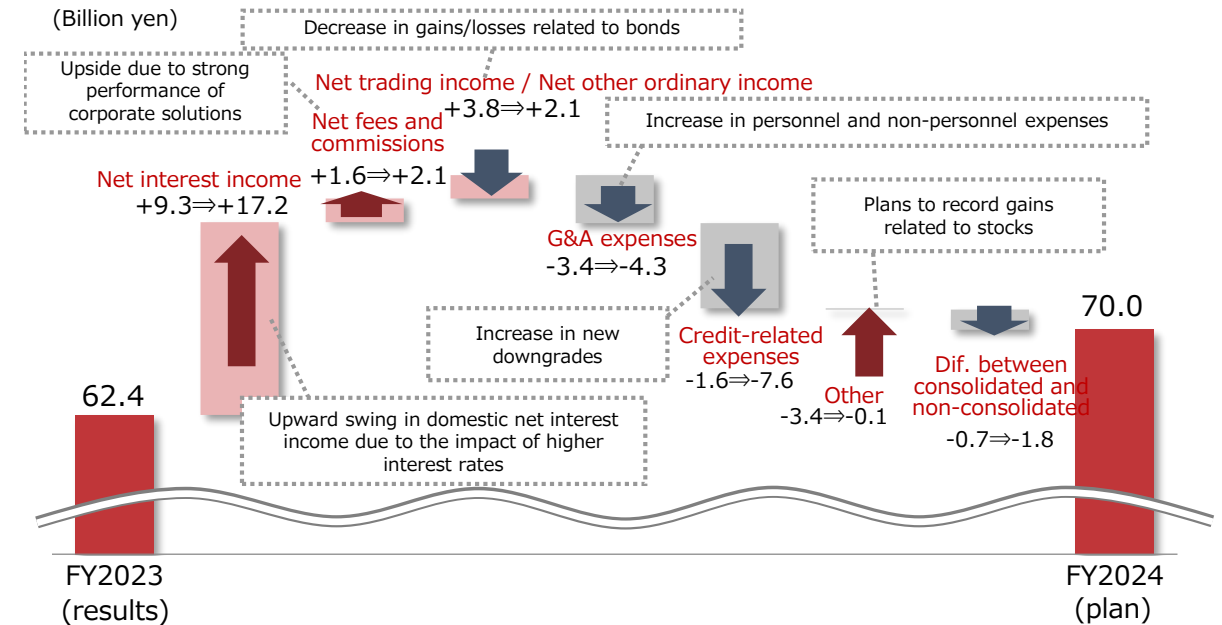 (Billion yen)
Decrease in gains/losses related to bonds
Upside due to strong
performance of
corporate solutions
Net trading income / Net other ordinary income
+3.8⇒+2.1
Increase in personnel and non-personnel expenses
Net fees and
commissions
+1.6⇒+2.1
Net interest income
+9.3⇒+17.2
Plans to record gains
related to stocks
G&A expenses
-3.4⇒-4.3
Increase in new
downgrades
Credit-related
expenses
-1.6⇒-7.6
Other
-3.4⇒-0.1
Dif. between
consolidated and
non-consolidated
-0.7⇒-1.8
70.0
62.4
Upward swing in domestic net interest
income due to the impact of higher
interest rates
FY2023
(results)
FY2024
(plan)